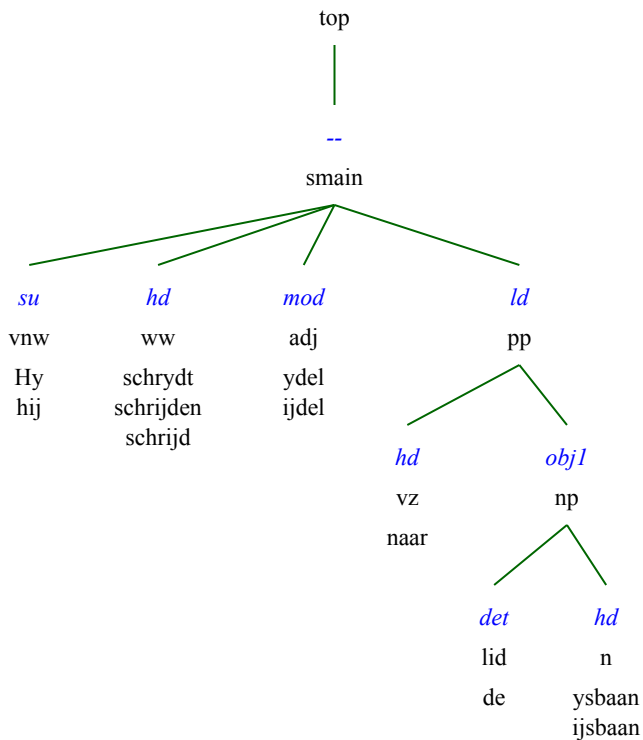 top
--
smain
su hd mod ld
vnw ww adj pp
Hy schrydt ydel
hij schrijden ijdel
schrijd
hd obj1
vz np
naar
det hd
lid n
de ysbaan
ijsbaan